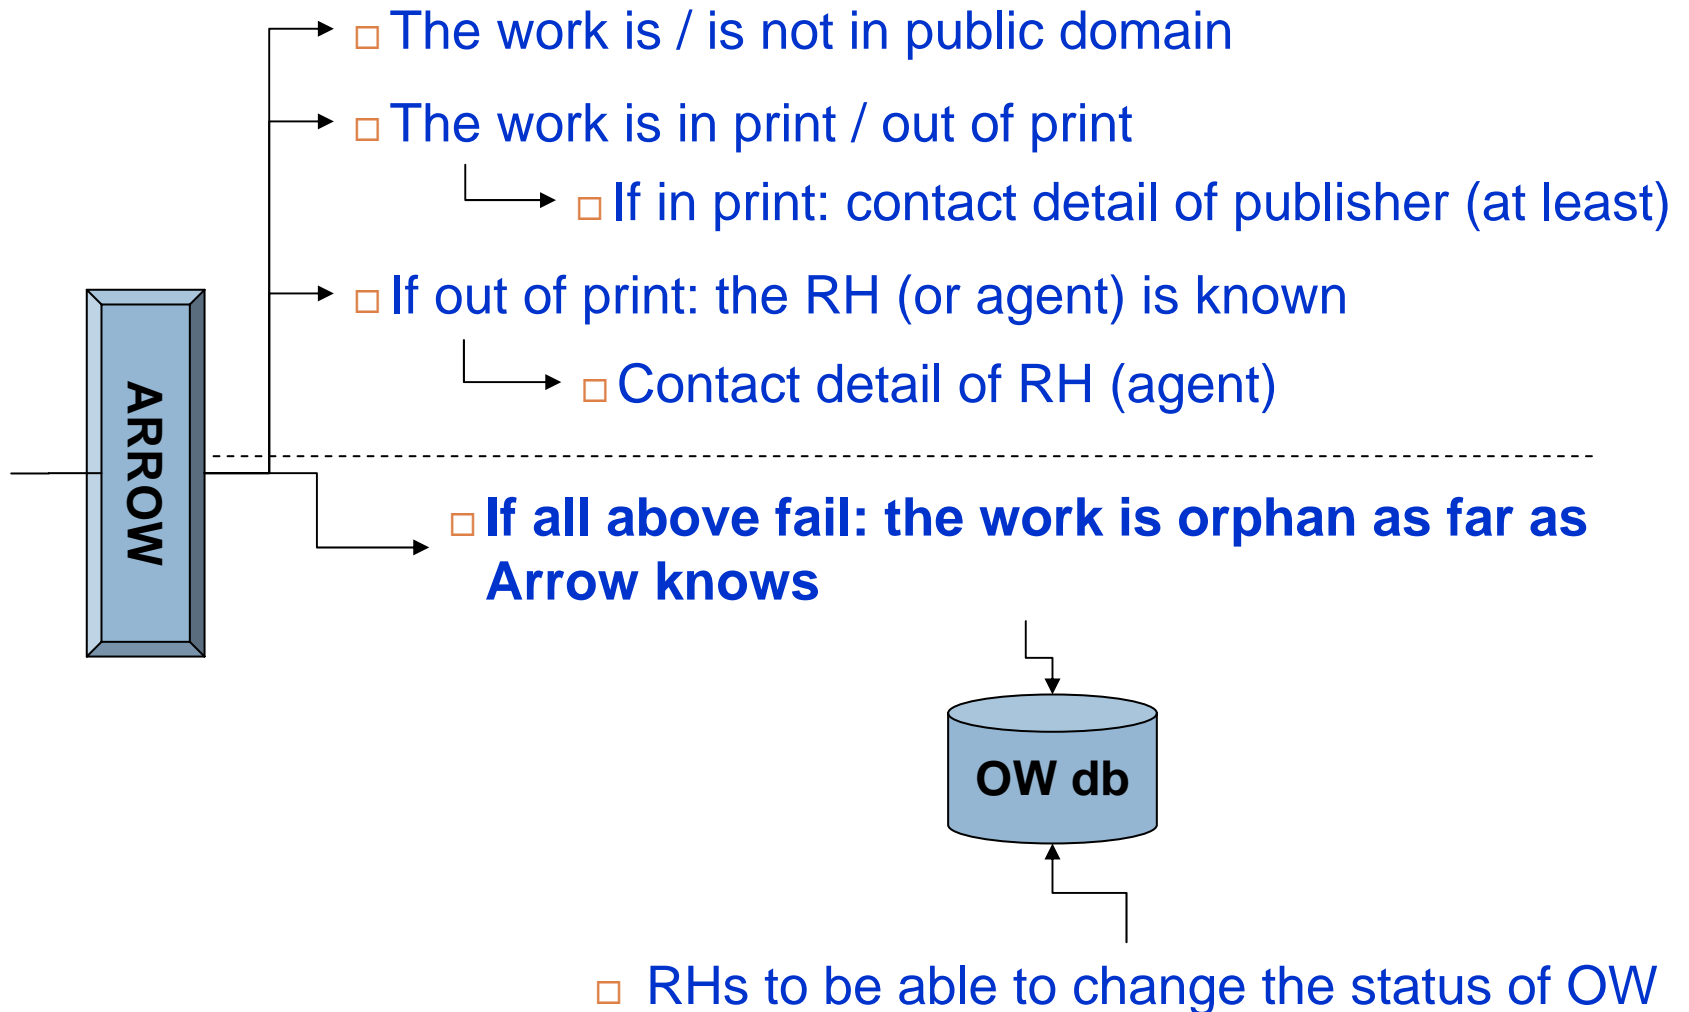 The work is / is not in public domain
The work is in print / out of print
If in print: contact detail of publisher (at least)
If out of print: the RH (or agent) is known
Contact detail of RH (agent)
ARROW
If all above fail: the work is orphan as far as
Arrow knows
OW db
RHs to be able to change the status of OW